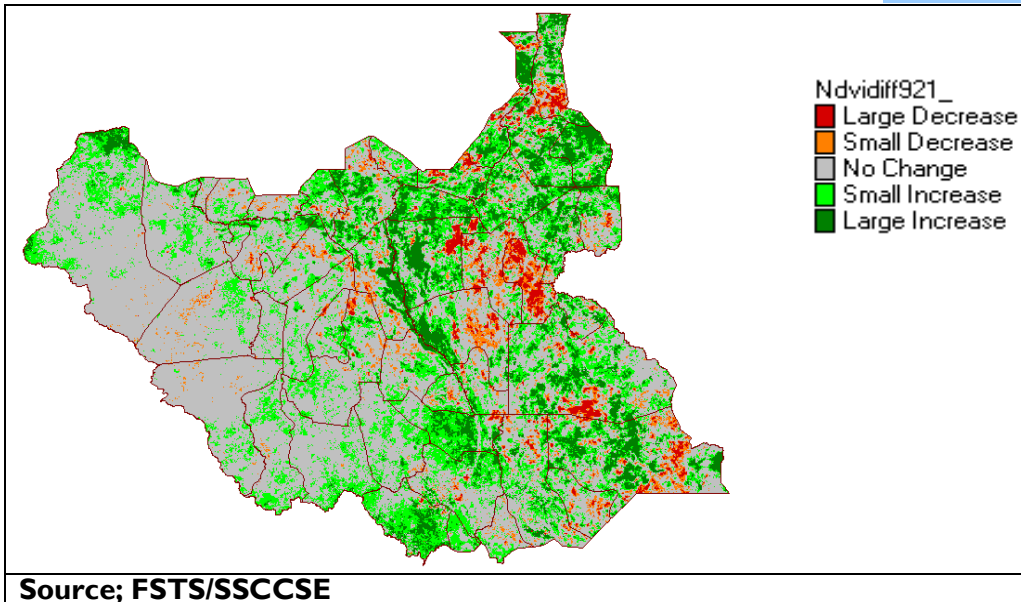 Ndvidiff921_
Large Decrease
Small Decrease
No Change
Small Increase
Large Increase
Source; FSTS/SSCCSE